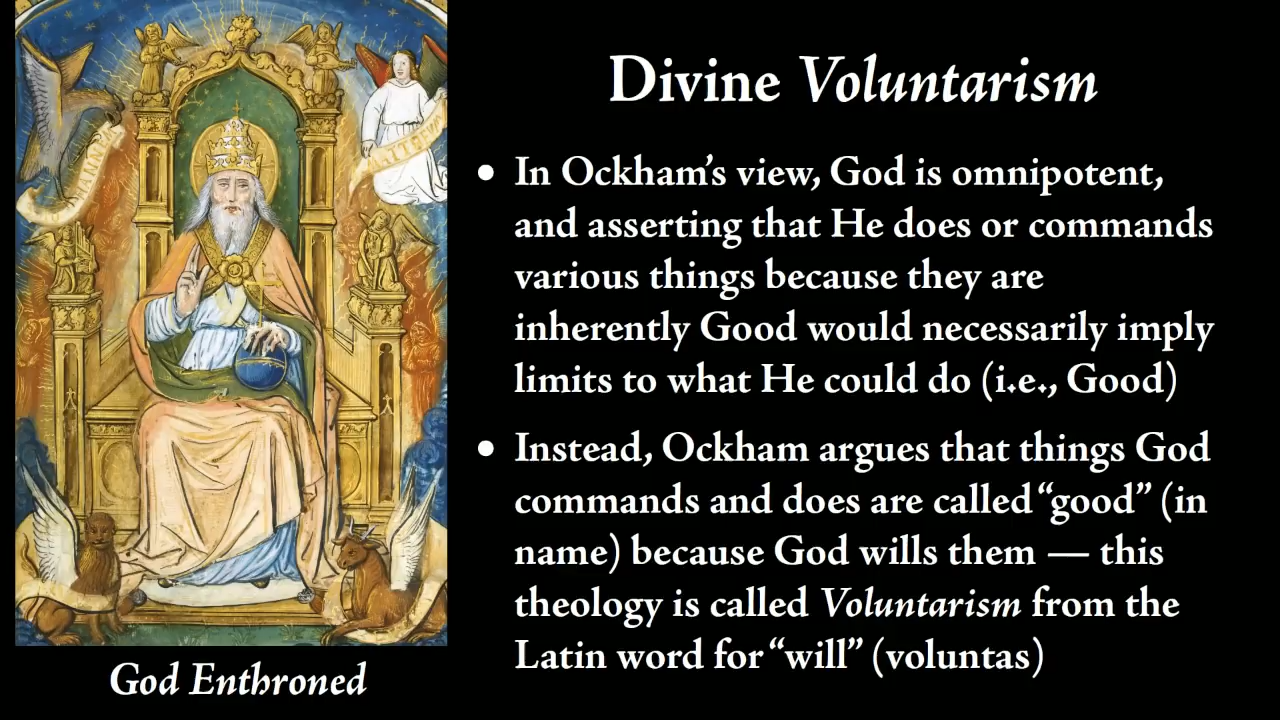 Divine Voluntarism
• In Ockham's view, God is omnipotent,
and asserting that He does or commands
various things because they are
inherently Good would necessarily imply
limits to what He could do (i.e., Good)
• Instead, Ockham argues that things God
commands and does are called “good” (in
name) because God wills them — this
theology is called Voluntarism from the
Latin word for “will” (voluntas)
God Enthroned